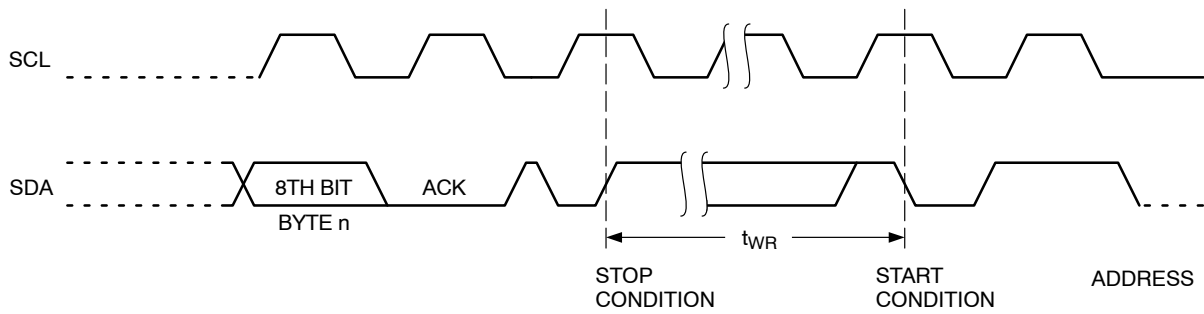 SCL
SDA
8TH BIT
ACK
BYTE n
tWR
STOP
CONDITION
START
CONDITION
ADDRESS